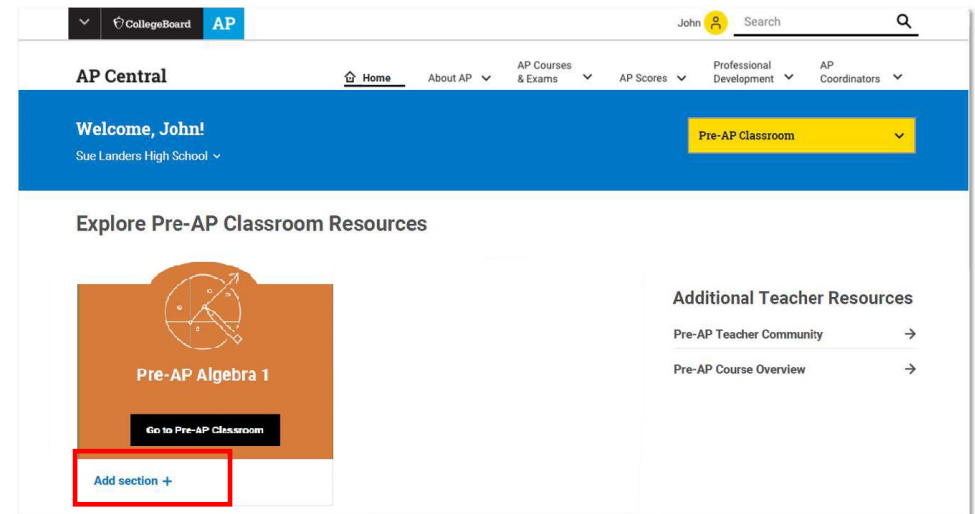 CollegeBoard AP
John Search
AP Central
Home
About AP
AP Courses
& Exams
AP Scores
Professional
Development
AP
Coordinators
Welcome, John!
Sue Landers High School
Pre-AP Classroom
Explore Pre-AP Classroom Resources
Pre-AP Algebra 1
Go to Pre-AP Classroom
Add section +
Additional Teacher Resources
Pre-AP Teacher Community
Pre-AP Course Overview